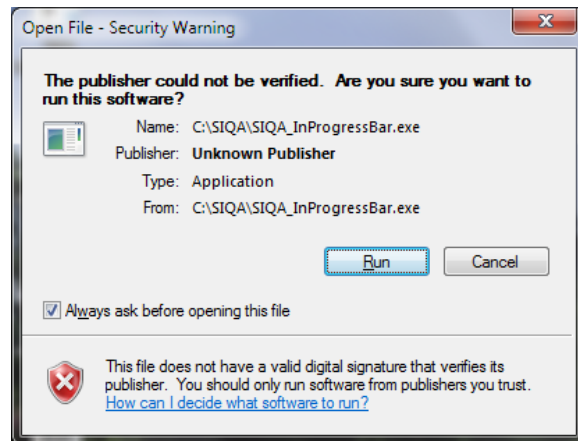 Open File - Security Warning
The publisher could not be verified. Are you sure you want to
run this software?
Name: C:\SIQA\SIQA_InProgressBar.exe
Publisher: Unknown Publisher
Type: Application
From: C:\SIQA\SIQA_InProgressBar.exe
Run Cancel
Always ask before opening this file
This file does not have a valid digital signature that verifies its
publisher. You should only run software from publishers you trust.
How can I decide what software to run?